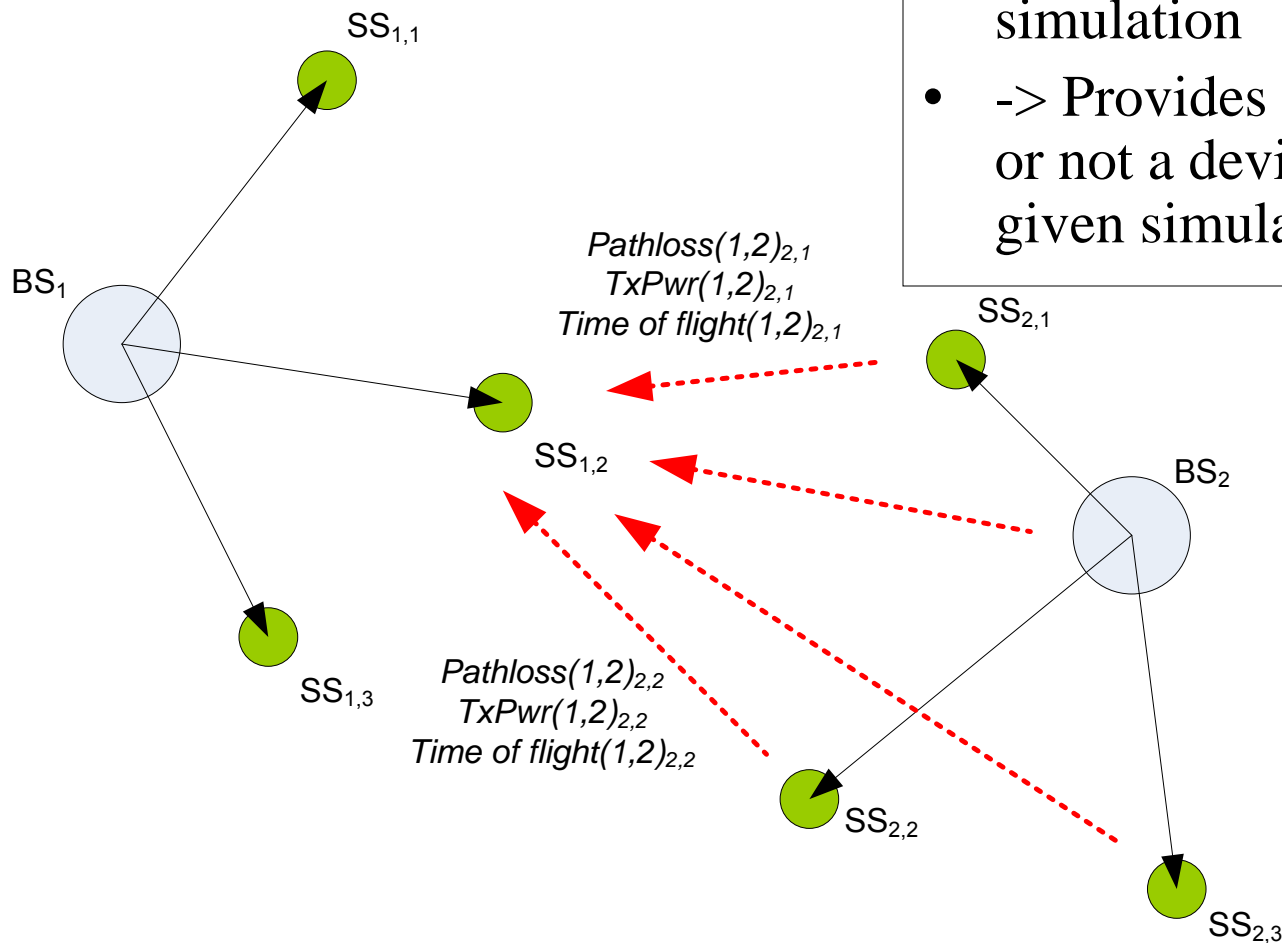 simulation
• -> Provides
or not a devi
given simula
SS1,1
BS1
Pathloss(1,2)2,1
TxPwr(1,2)2,1
Time of flight(1,2)2,1
SS2,1
SS1,2
BS2
SS1,3
Pathloss(1,2)2,2
TxPwr(1,2)2,2
Time of flight(1,2)2,2
SS2,2
SS2,3